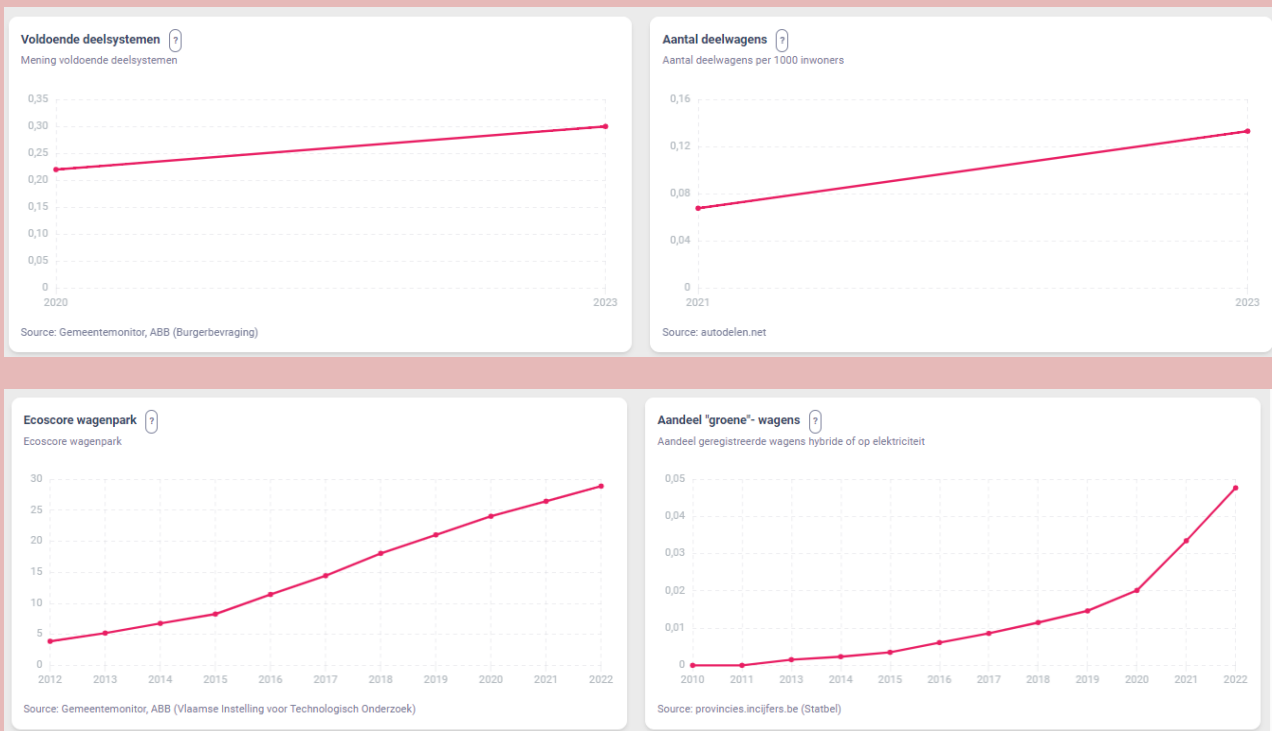 Voldoende deelsystemen ?
Mening voldoende deelsystemen
0,35
0,30
0,25
0,20
0,15
0,10
0,05
0
2020 2023
Source: Gemeentemonitor, ABB (Burgerbevraging)
Aantal deelwagens ?
Aantal deelwagens per 1000 inwoners
0,16
0,12
0,08
0,04
0
2021 2023
Source: autodelen.net
Ecoscore wagenpark ?
Ecoscore wagenpark
30
25
20
15
10
5
0
2012 2013 2014 2015 2016 2017 2018 2019 2020 2021 2022
Source: Gemeentemonitor, ABB (Vlaamse Instelling voor Technologisch Onderzoek)
Aandeel "groene"- wagens ?
Aandeel geregistreerde wagens hybride of op elektriciteit
0,05
0,04
0,03
0,02
0,01
0
2010 2011 2013 2014 2015 2016 2017 2018 2019 2020 2021 2022
Source: provincies.incijfers.be (Statbel)